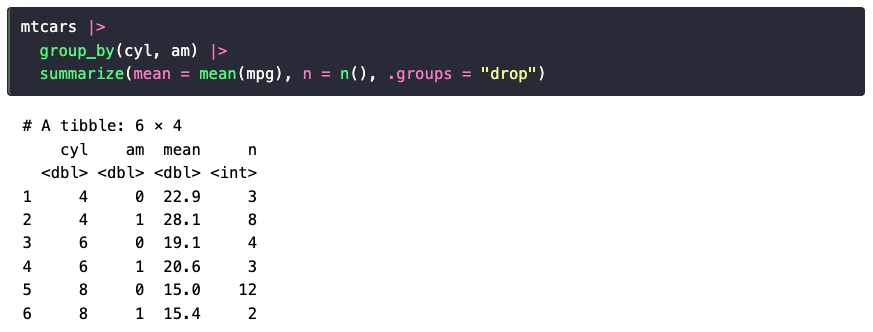 mtcars |>
  group_by(cyl, am) |>
  summarize(mean = mean(mpg), n = n(), .groups = "drop")
# A tibble: 6 × 4
    cyl    am  mean     n
  <dbl> <dbl> <dbl> <int>
1     4     0  22.9     3
2     4     1  28.1     8
3     6     0  19.1     4
4     6     1  20.6     3
5     8     0  15.0    12
6     8     1  15.4     2